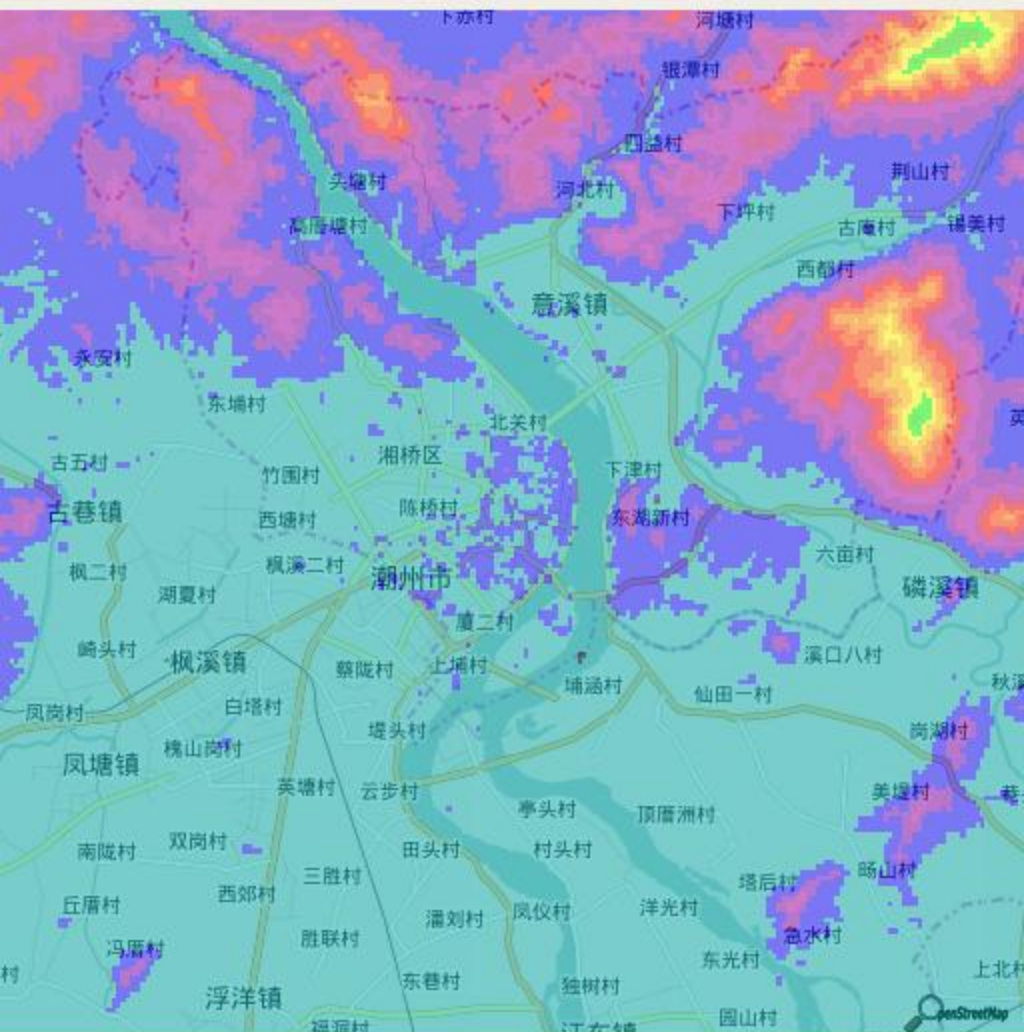 下赤村
河塘村
银潭村
四益村
荆山村
头塘村
河北村
下坪村
高厝塘村
古庵村
锡美村
西都村
意溪镇
永安村
东埔村
北关村
英
湘桥区
古五村
竹围村
下津村
陈桥村
古巷镇
西塘村
东湖新村
六亩村
枫二村
枫溪二村
潮州市
磷溪镇
湖夏村
厦二村
崎头村
枫溪镇
蔡陇村
上埔村
溪口八村
埔涵村
仙田一村
秋溪
凤岗村
白塔村
堤头村
岗湖村
槐山岗村
凤塘镇
英塘村
云步村
美堤村
巷
亭头村
顶厝洲村
双岗村
南陇村
田头村
村头村
旸山村
三胜村
塔后村
西郊村
丘厝村
潘刘村
凤仪村
洋光村
胜联村
急水村
冯厝村
东光村
村
上北村
东巷村
独树村
浮洋镇
penStreetMap
园山村
江东镇